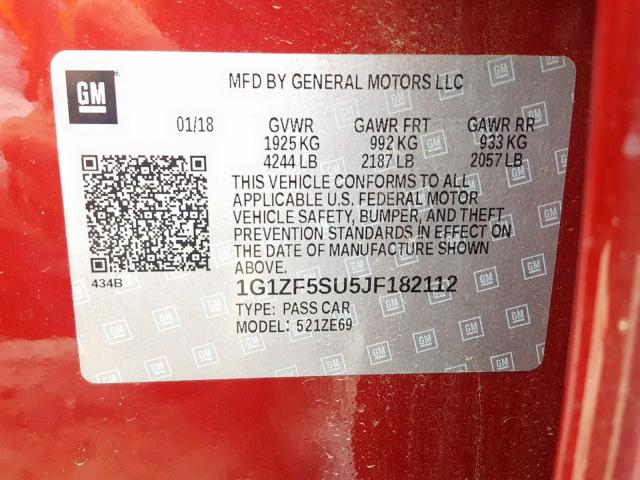 GM
MFD BY GENERAL MOTORS LLC
01/18 GVWR GAWR FRT GAWR RR
1925 KG 992 KG 933 KG
4244 LB 2187 LB 2057 LB
THIS VEHICLE CONFORMS TO ALL
APPLICABLE U.S. FEDERAL MOTOR
VEHICLE SAFETY, BUMPER, AND THEFT
PREVENTION STANDARDS IN EFFECT ON
THE DATE OF MANUFACTURE SHOWN
ABOVE.
434B
1G1ZF5SU5JF182112
TYPE: PASS CAR
MODEL: 521ZE69